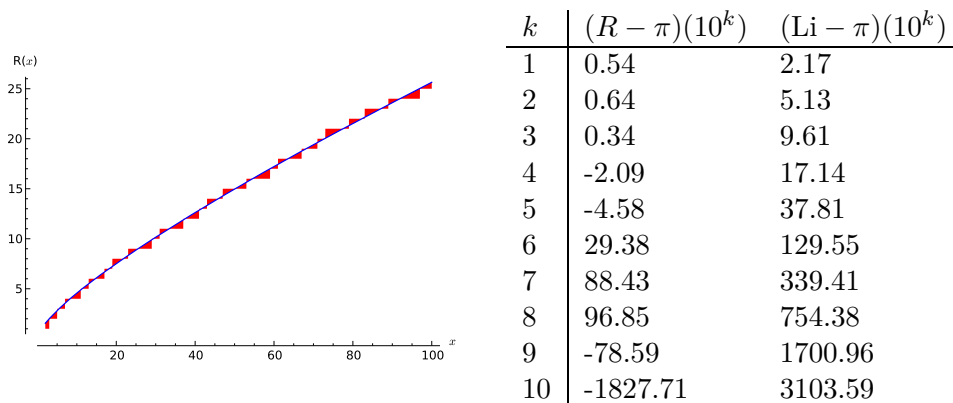 R(x)
25
20
15
10
5
20 40 60 80 100 x
k (R − π)(10^k) (Li − π)(10^k)
1 0.54 2.17
2 0.64 5.13
3 0.34 9.61
4 -2.09 17.14
5 -4.58 37.81
6 29.38 129.55
7 88.43 339.41
8 96.85 754.38
9 -78.59 1700.96
10 -1827.71 3103.59